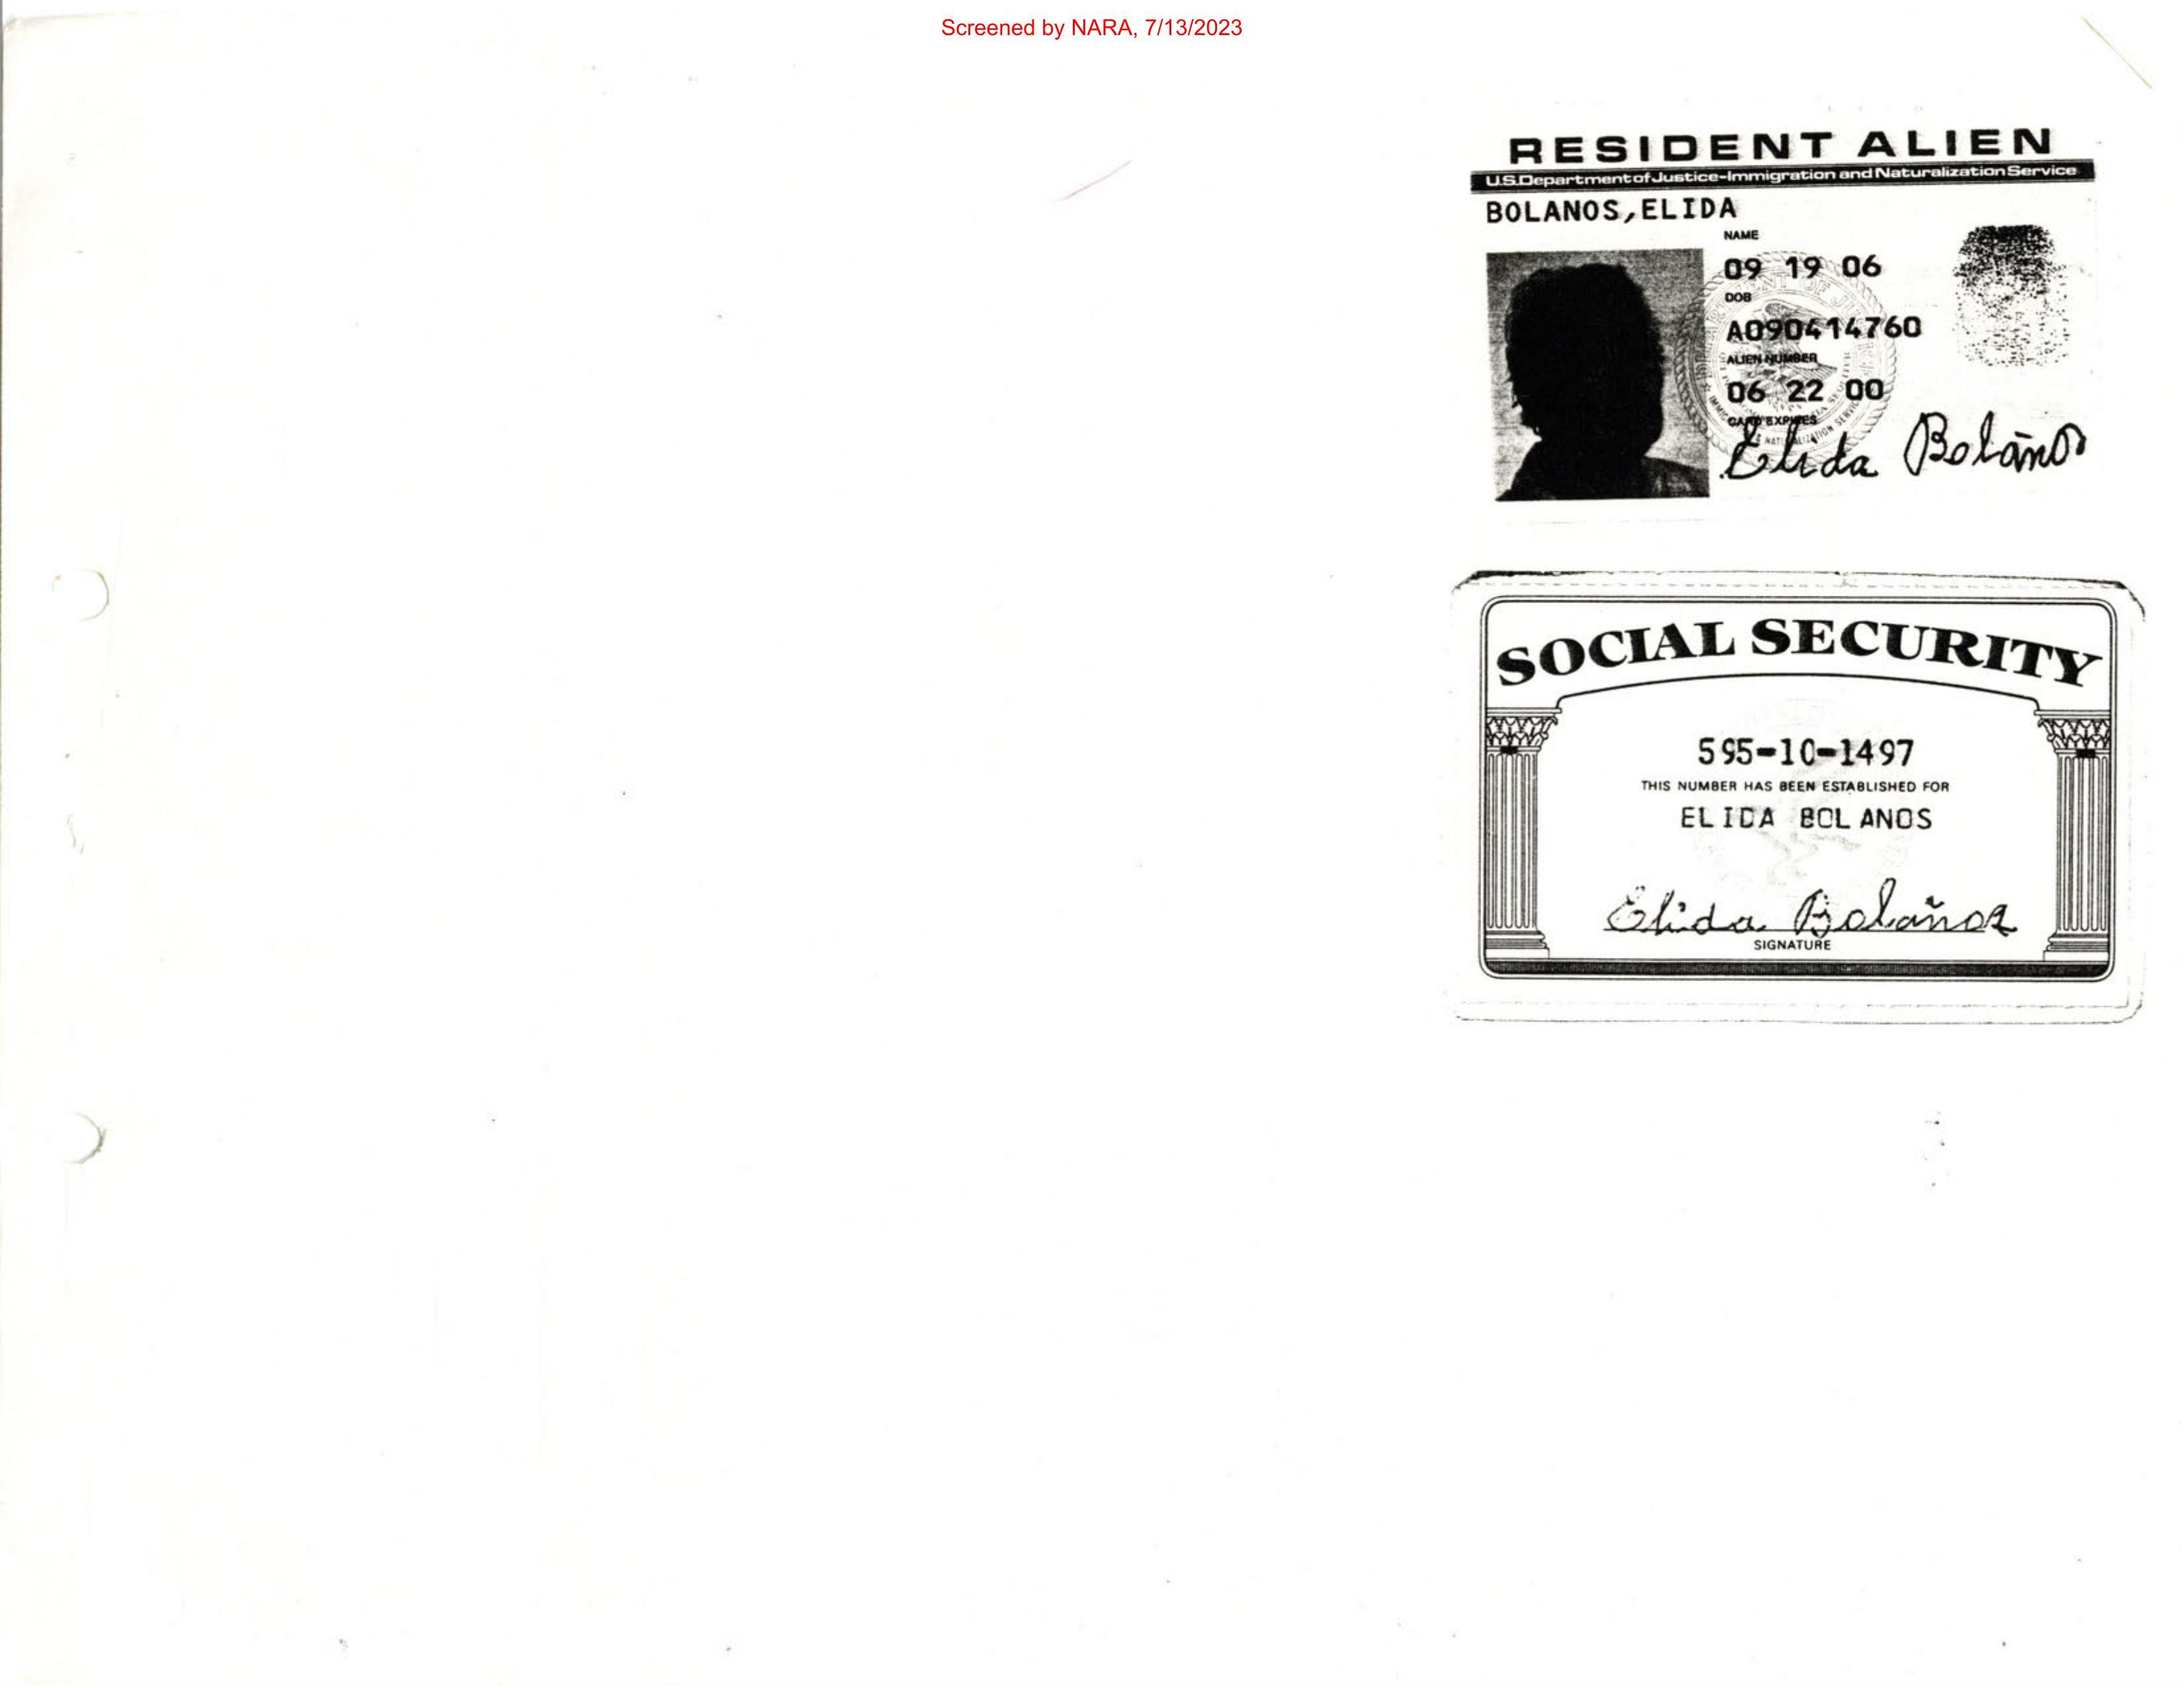 Screened by NARA, 7/13/2023
RESIDENT ALIEN
U.S. Department of Justice-Immigration and Naturalization Service
BOLANOS, ELIDA
NAME
09 19 06
DOB
A090414760
ALIEN NUMBER
06 22 00
CARD EXPIRES
Elida Bolaños
SOCIAL SECURITY
595-10-1497
THIS NUMBER HAS BEEN ESTABLISHED FOR
ELIDA BOLANOS
Elida Bolaños
SIGNATURE